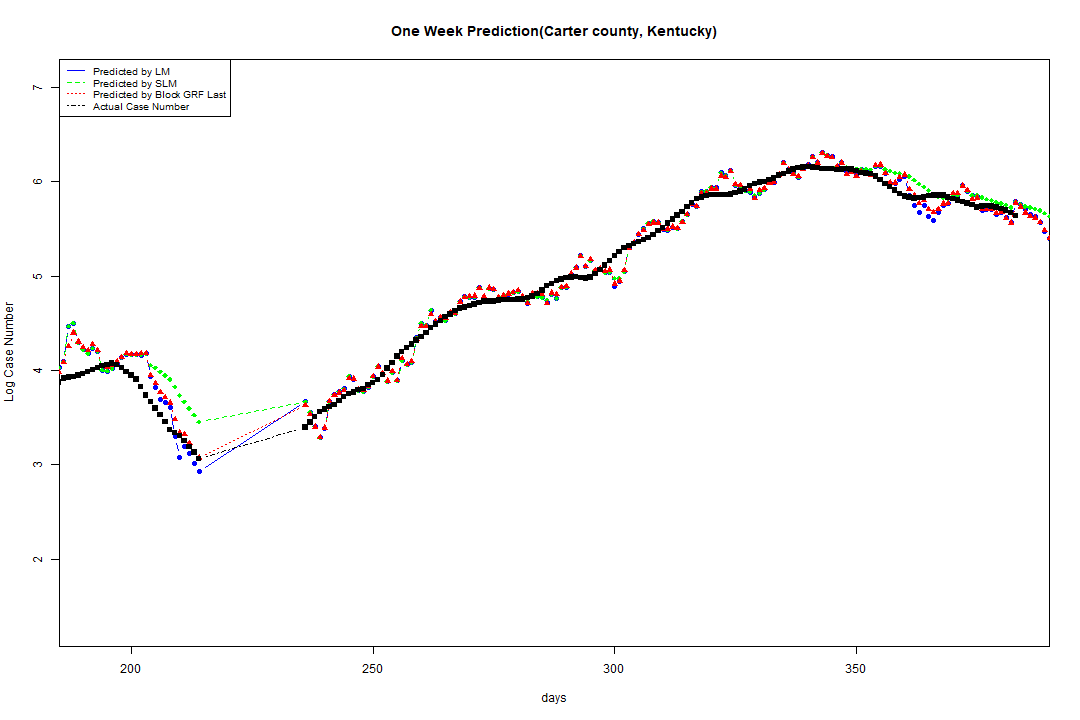 One Week Prediction(Carter county, Kentucky)
Predicted by LM
Predicted by SLM
Predicted by Block GRF Last
Actual Case Number
7
6
5
4
3
2
Log Case Number
200 250 300 350
days